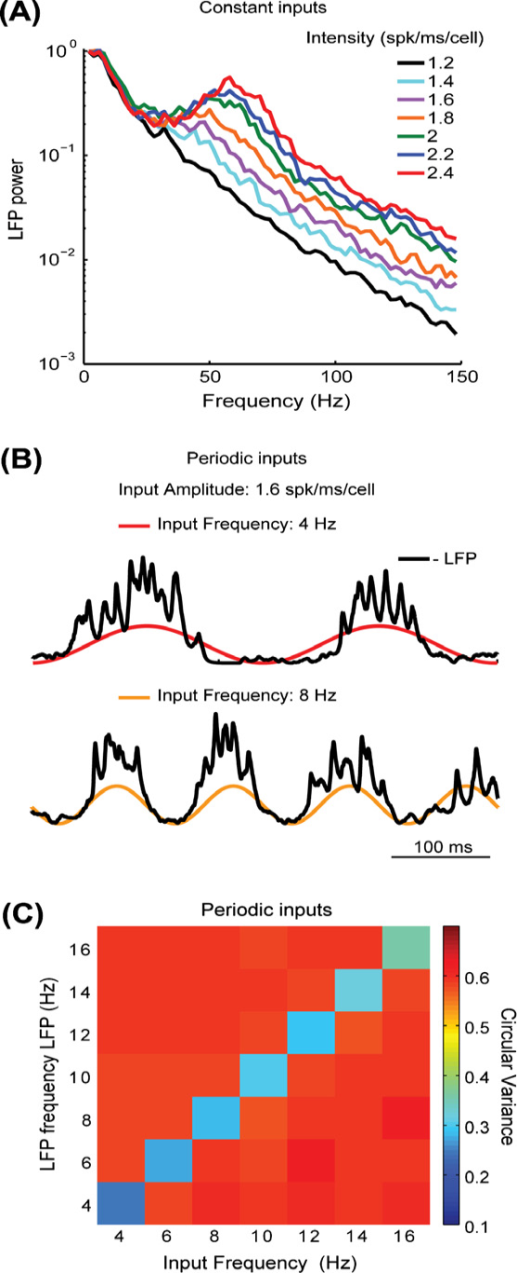 (A)
Constant inputs
Intensity (spk/ms/cell)
1.2
1.4
1.6
1.8
2
2.2
2.4
LFP power
10^0
10^-1
10^-2
10^-3
0 50 100 150
Frequency (Hz)
(B)
Periodic inputs
Input Amplitude: 1.6 spk/ms/cell
Input Frequency: 4 Hz
- LFP
Input Frequency: 8 Hz
100 ms
(C)
Periodic inputs
LFP frequency LFP (Hz)
16
14
12
10
8
6
4
4 6 8 10 12 14 16
Input Frequency (Hz)
0.6
0.5
0.4
0.3
0.2
0.1
Circular Variance